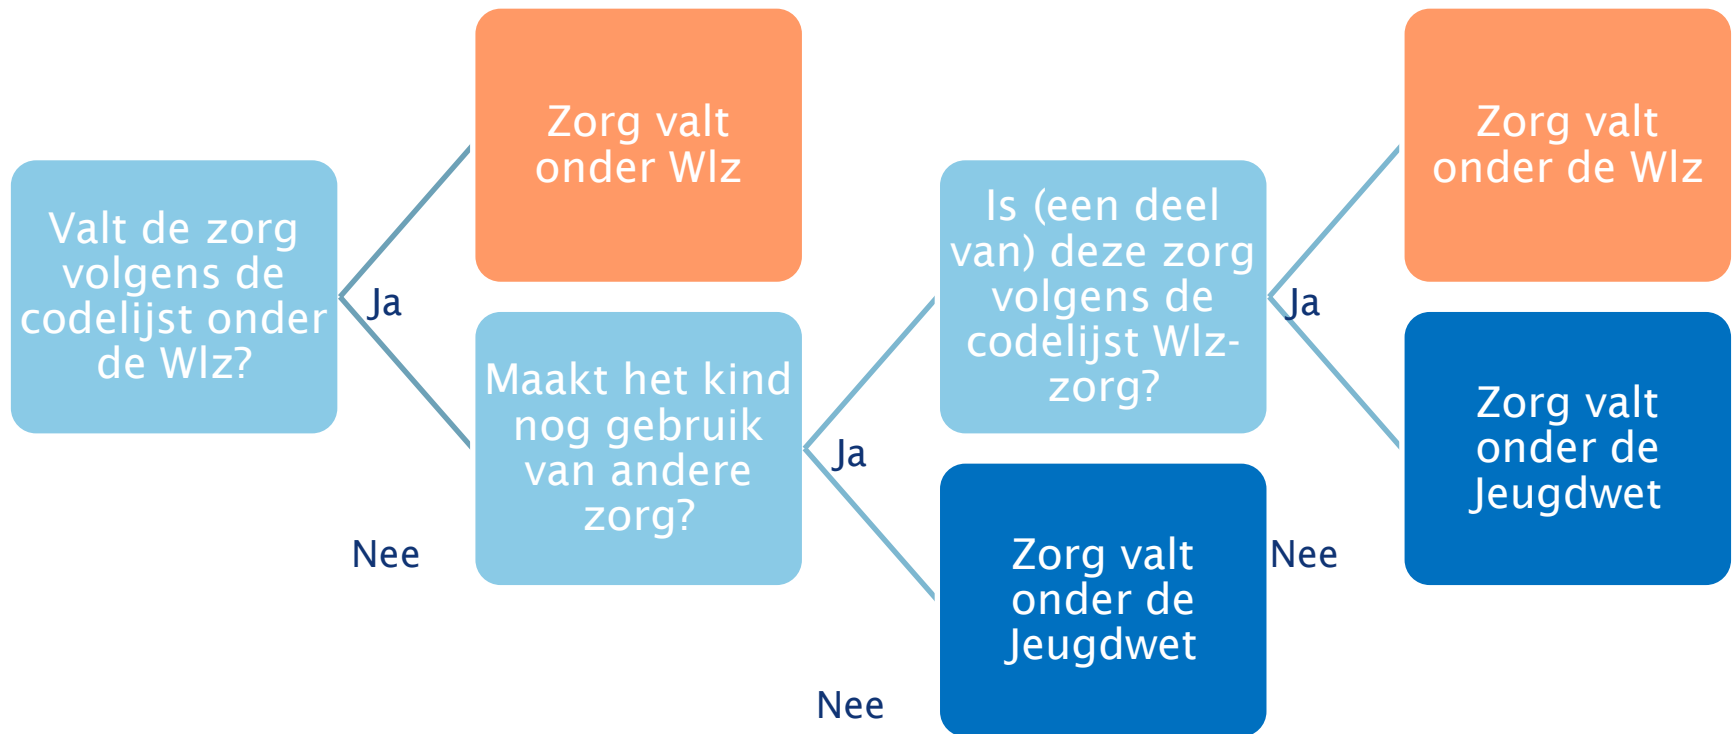 Valt de zorg
volgens de
codelijst onder
de Wlz?
Ja
Nee
Zorg valt
onder Wlz
Maakt het kind
nog gebruik
van andere
zorg?
Ja
Nee
Is (een deel
van) deze zorg
volgens de
codelijst Wlz-
zorg?
Ja
Nee
Zorg valt
onder de
Jeugdwet
Zorg valt
onder de Wlz
Zorg valt
onder de
Jeugdwet